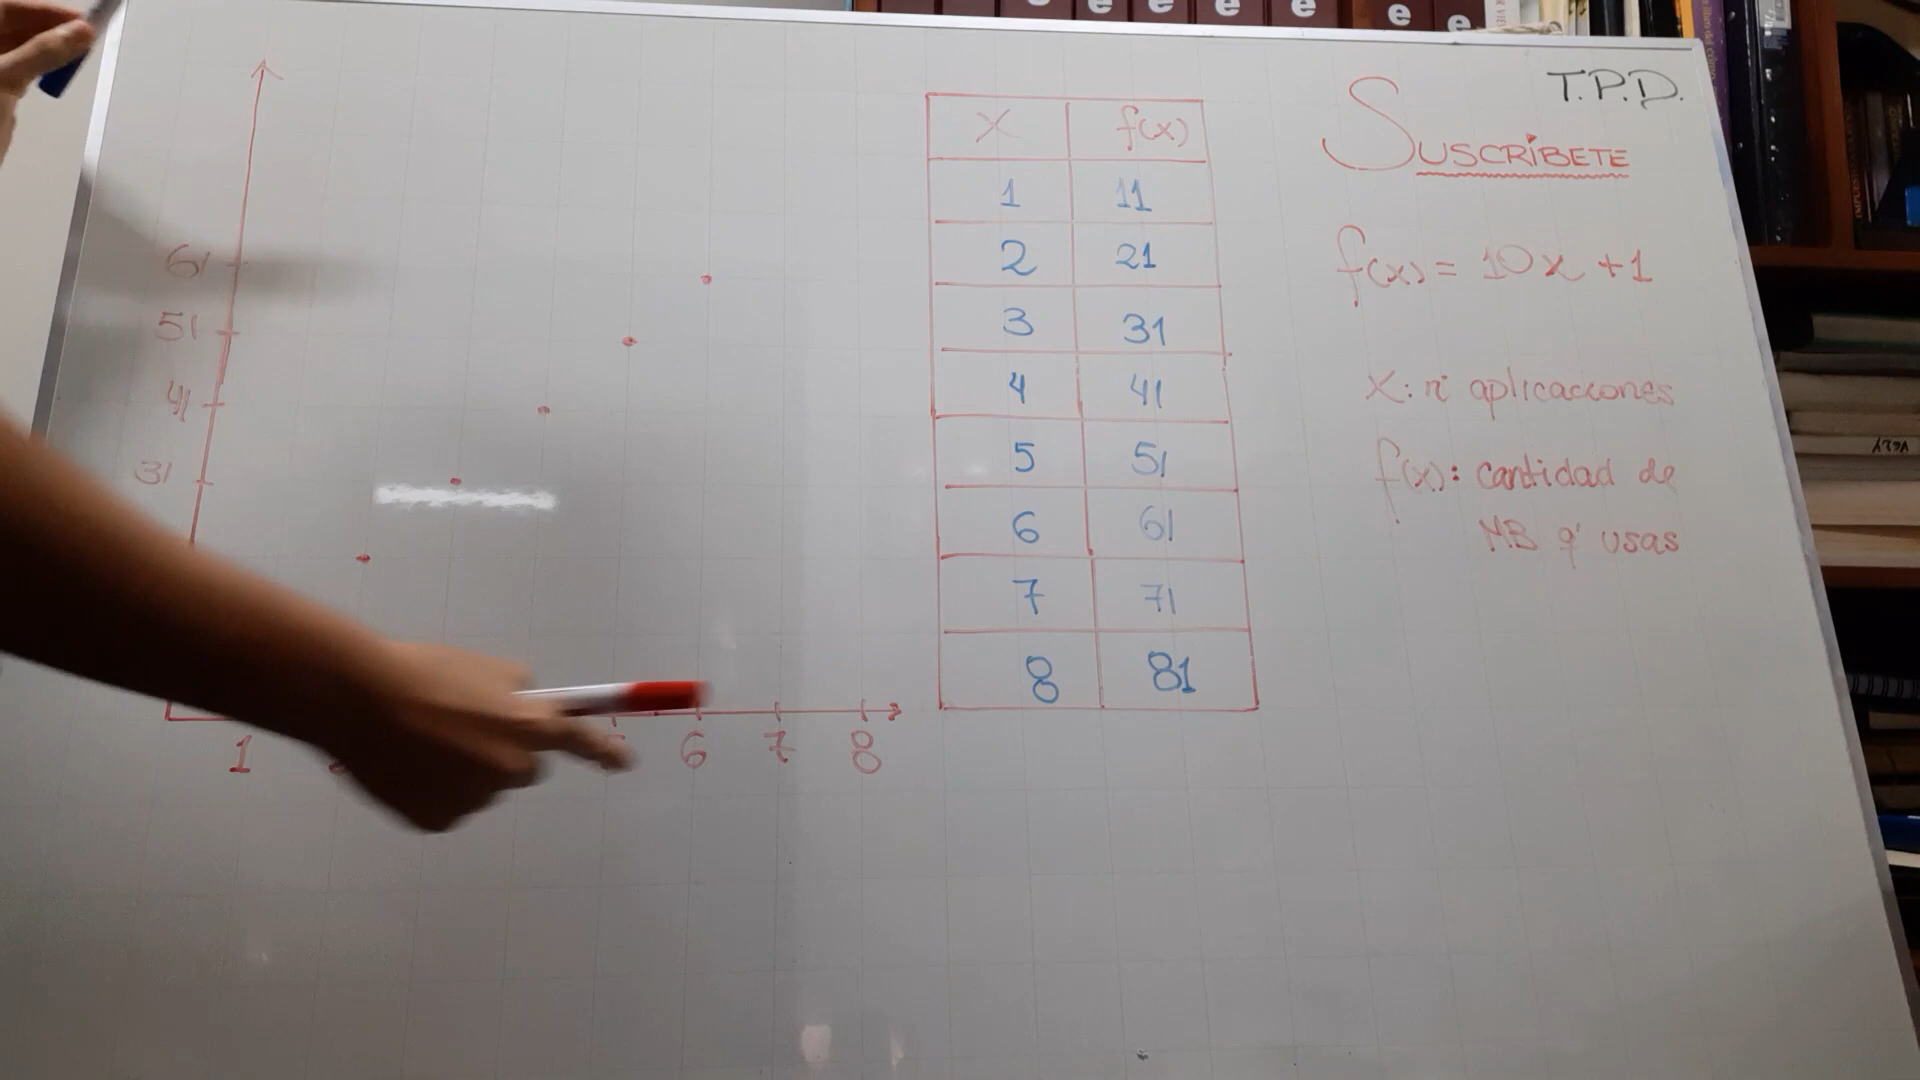 T.P.D.
SUSCRÍBETE
f(x) = 10x + 1
x: n° aplicaciones
f(x): cantidad de
MB q' usas
x f(x)
1 11
2 21
3 31
4 41
5 51
6 61
7 71
8 81
61
51
41
31
1 6 7 8